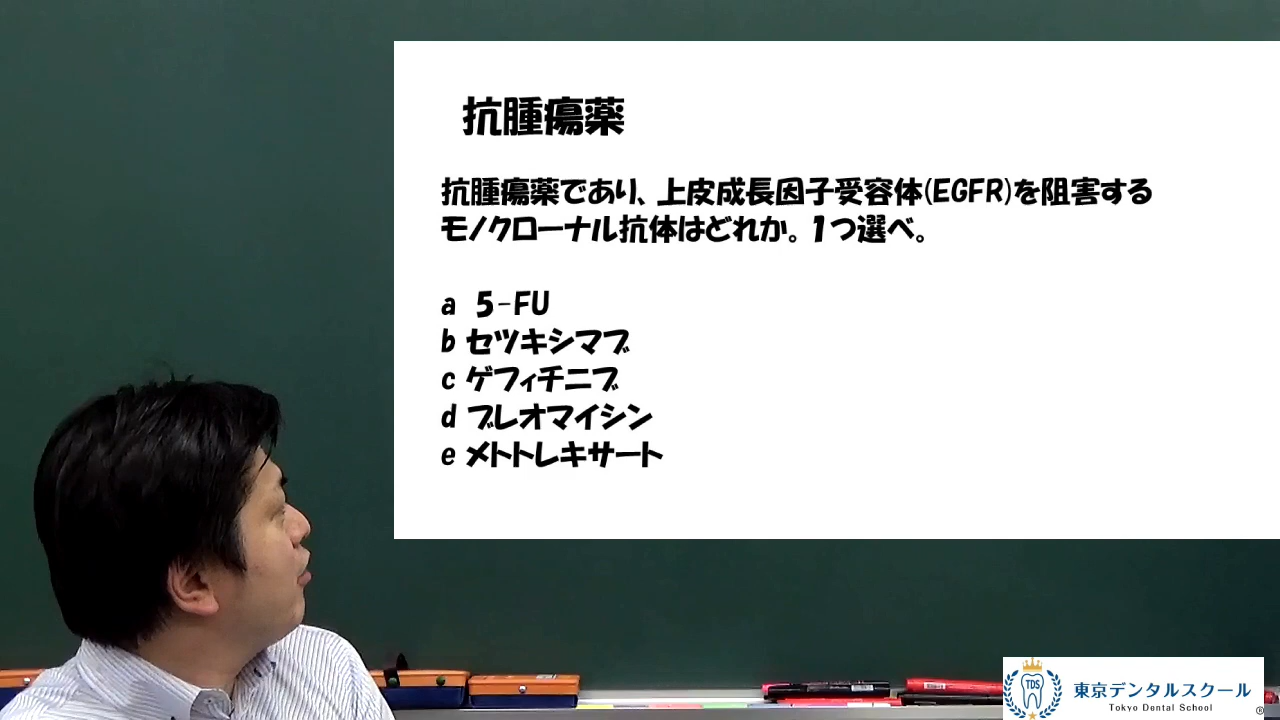 抗腫瘍薬
抗腫瘍薬であり、上皮成長因子受容体(EGFR)を阻害する
モノクローナル抗体はどれか。1つ選べ。
a 5-FU
b セツキシマブ
c ゲフィチニブ
d ブレオマイシン
e メトトレキサート
TDS
東京デンタルスクール
Tokyo Dental School
®